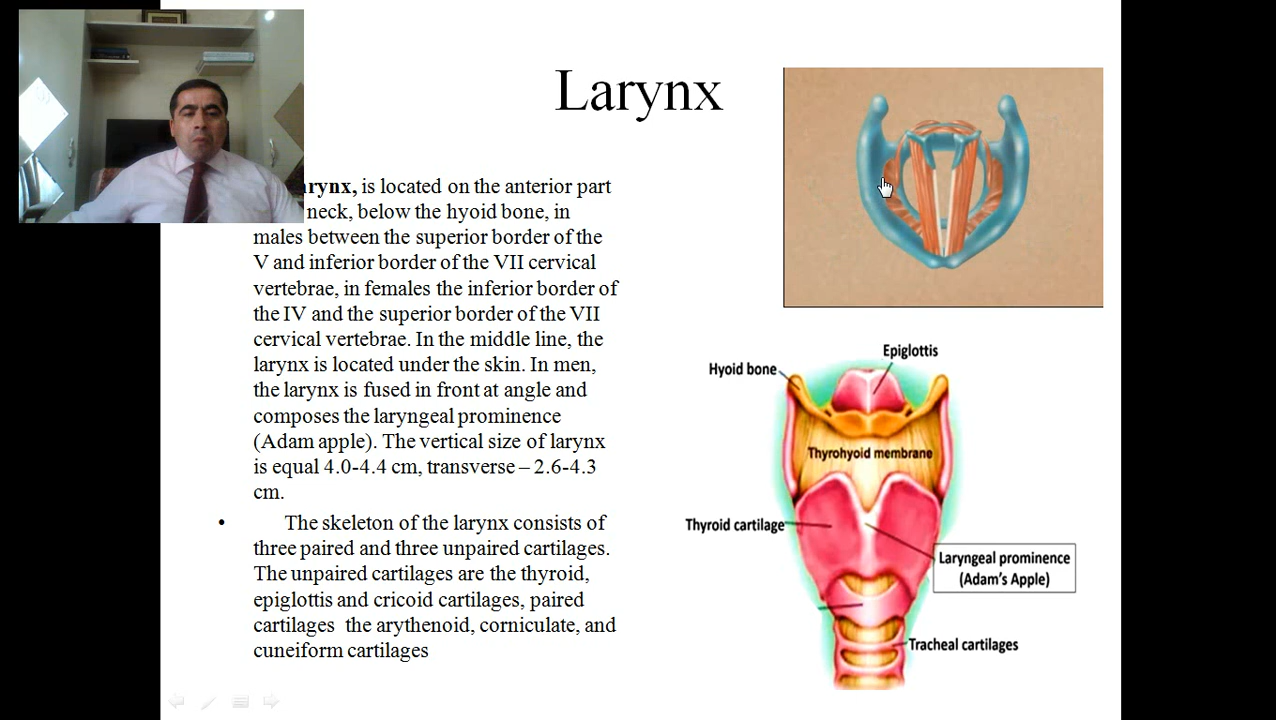 Larynx
arynx, is located on the anterior part
neck, below the hyoid bone, in
males between the superior border of the
V and inferior border of the VII cervical
vertebrae, in females the inferior border of
the IV and the superior border of the VII
cervical vertebrae. In the middle line, the
larynx is located under the skin. In men,
the larynx is fused in front at angle and
composes the laryngeal prominence
(Adam apple). The vertical size of larynx
is equal 4.0-4.4 cm, transverse – 2.6-4.3
cm.
• The skeleton of the larynx consists of
three paired and three unpaired cartilages.
The unpaired cartilages are the thyroid,
epiglottis and cricoid cartilages, paired
cartilages the arythenoid, corniculate, and
cuneiform cartilages
Epiglottis
Hyoid bone
Thyrohyoid membrane
Thyroid cartilage
Laryngeal prominence
(Adam's Apple)
Tracheal cartilages